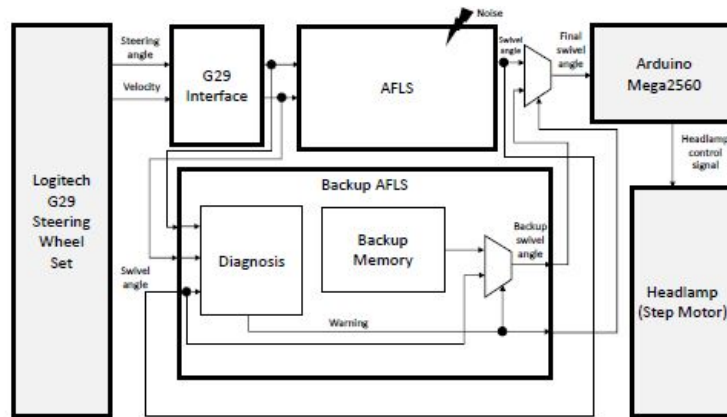 Noise
Steering
angle
Velocity
G29
Interface
AFLS
Swivel
angle
Final
swivel
angle
Arduino
Mega2560
Headlamp
control
signal
Logitech
G29
Steering
Wheel
Set
Backup AFLS
Diagnosis
Backup
Memory
Backup
swivel
angle
Swivel
angle
Warning
Headlamp
(Step Motor)